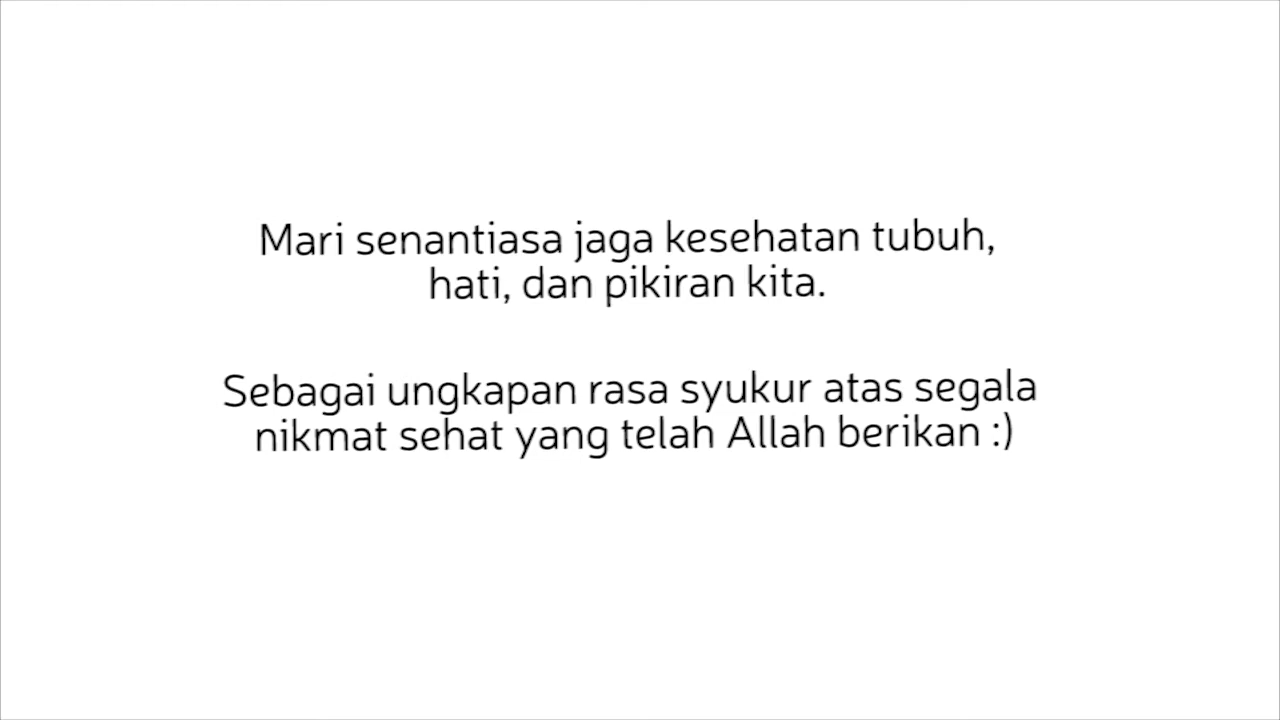 Mari senantiasa jaga kesehatan tubuh,
hati, dan pikiran kita.
Sebagai ungkapan rasa syukur atas segala
nikmat sehat yang telah Allah berikan :)